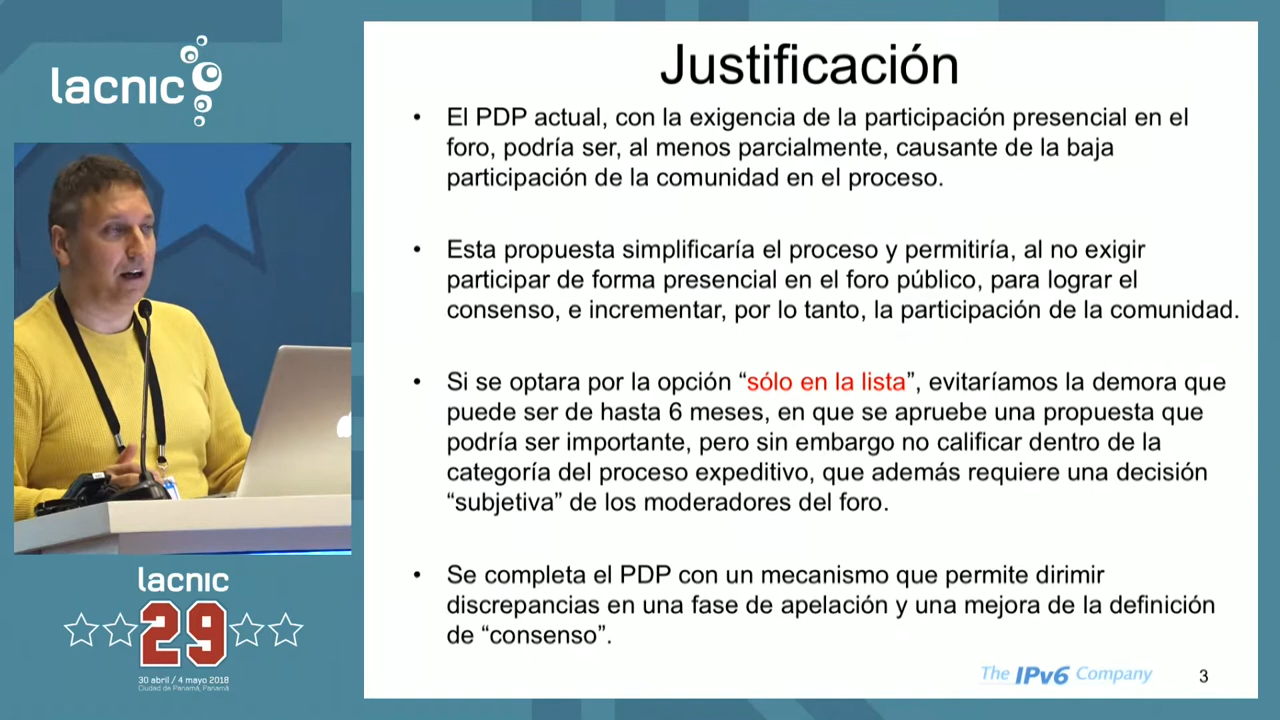 lacnic
Justificación
• El PDP actual, con la exigencia de la participación presencial en el
foro, podría ser, al menos parcialmente, causante de la baja
participación de la comunidad en el proceso.
• Esta propuesta simplificaría el proceso y permitiría, al no exigir
participar de forma presencial en el foro público, para lograr el
consenso, e incrementar, por lo tanto, la participación de la comunidad.
• Si se optara por la opción “sólo en la lista”, evitaríamos la demora que
puede ser de hasta 6 meses, en que se apruebe una propuesta que
podría ser importante, pero sin embargo no calificar dentro de la
categoría del proceso expeditivo, que además requiere una decisión
“subjetiva” de los moderadores del foro.
• Se completa el PDP con un mecanismo que permite dirimir
discrepancias en una fase de apelación y una mejora de la definición
de “consenso”.
The IPv6 Company
3
lacnic
29
30 abril / 4 mayo 2018
Ciudad de Panamá, Panamá